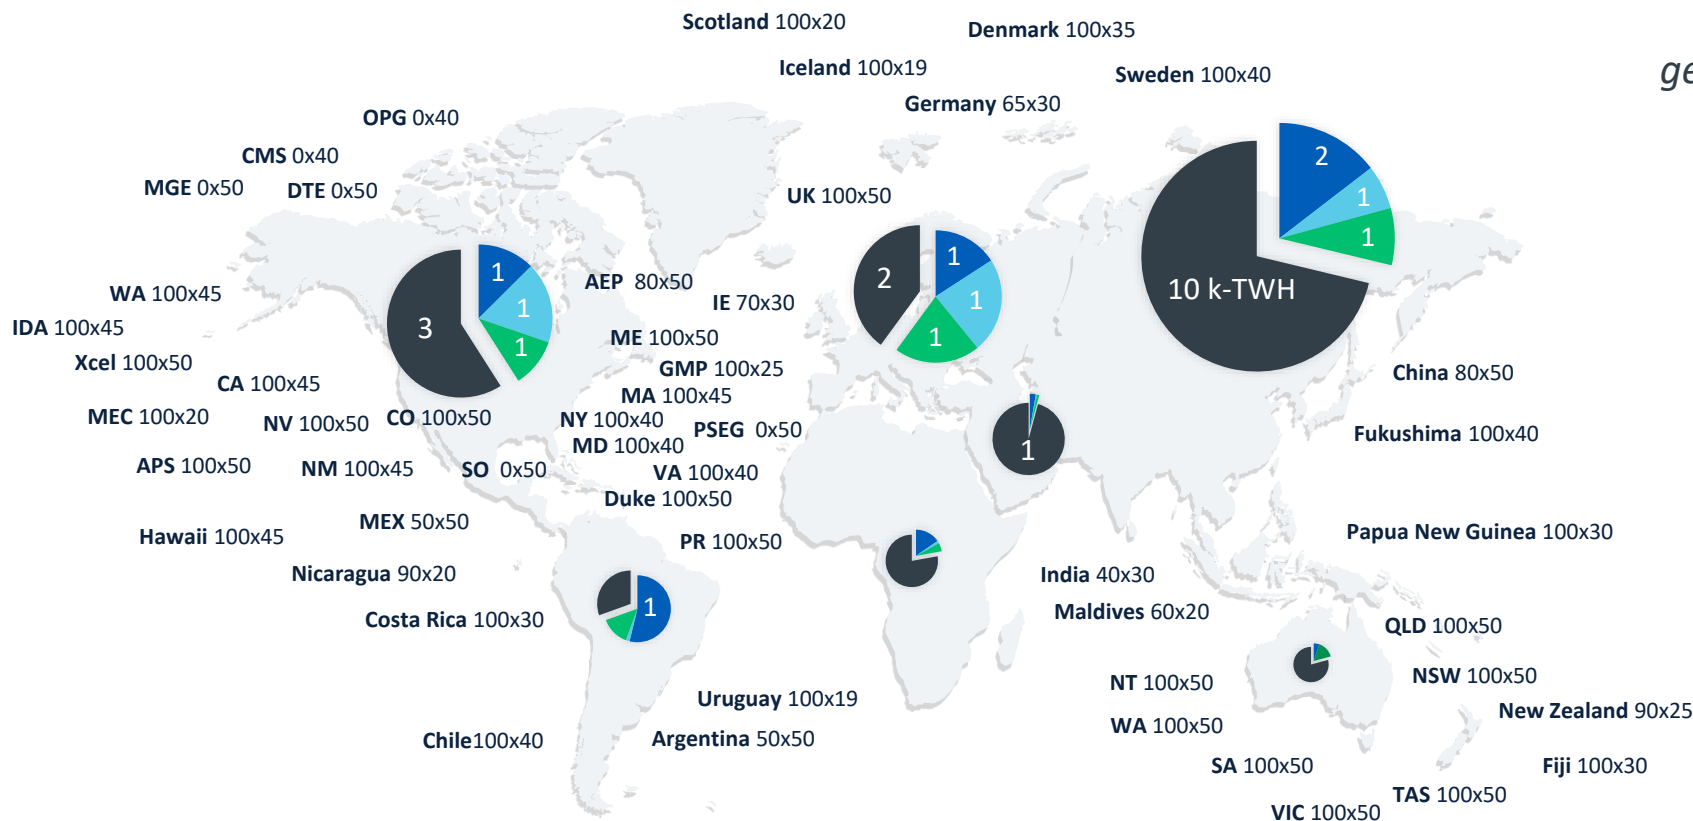 Scotland 100x20
Denmark 100x35
Iceland 100x19
Sweden 100x40
ge
Germany 65x30
OPG 0x40
CMS 0x40
MGE 0x50
DTE 0x50
UK 100x50
2
1
1
10 k-TWH
1
1
1
3
2
1
1
1
AEP 80x50
IE 70x30
WA 100x45
IDA 100x45
ME 100x50
Xcel 100x50
GMP 100x25
China 80x50
CA 100x45
MA 100x45
MEC 100x20
NV 100x50
CO 100x50
NY 100x40
PSEG 0x50
Fukushima 100x40
MD 100x40
1
APS 100x50
NM 100x45
SO 0x50
VA 100x40
Duke 100x50
MEX 50x50
Hawaii 100x45
PR 100x50
Papua New Guinea 100x30
Nicaragua 90x20
India 40x30
1
Maldives 60x20
Costa Rica 100x30
QLD 100x50
NT 100x50
NSW 100x50
Uruguay 100x19
New Zealand 90x25
WA 100x50
Chile100x40
Argentina 50x50
SA 100x50
Fiji 100x30
TAS 100x50
VIC 100x50